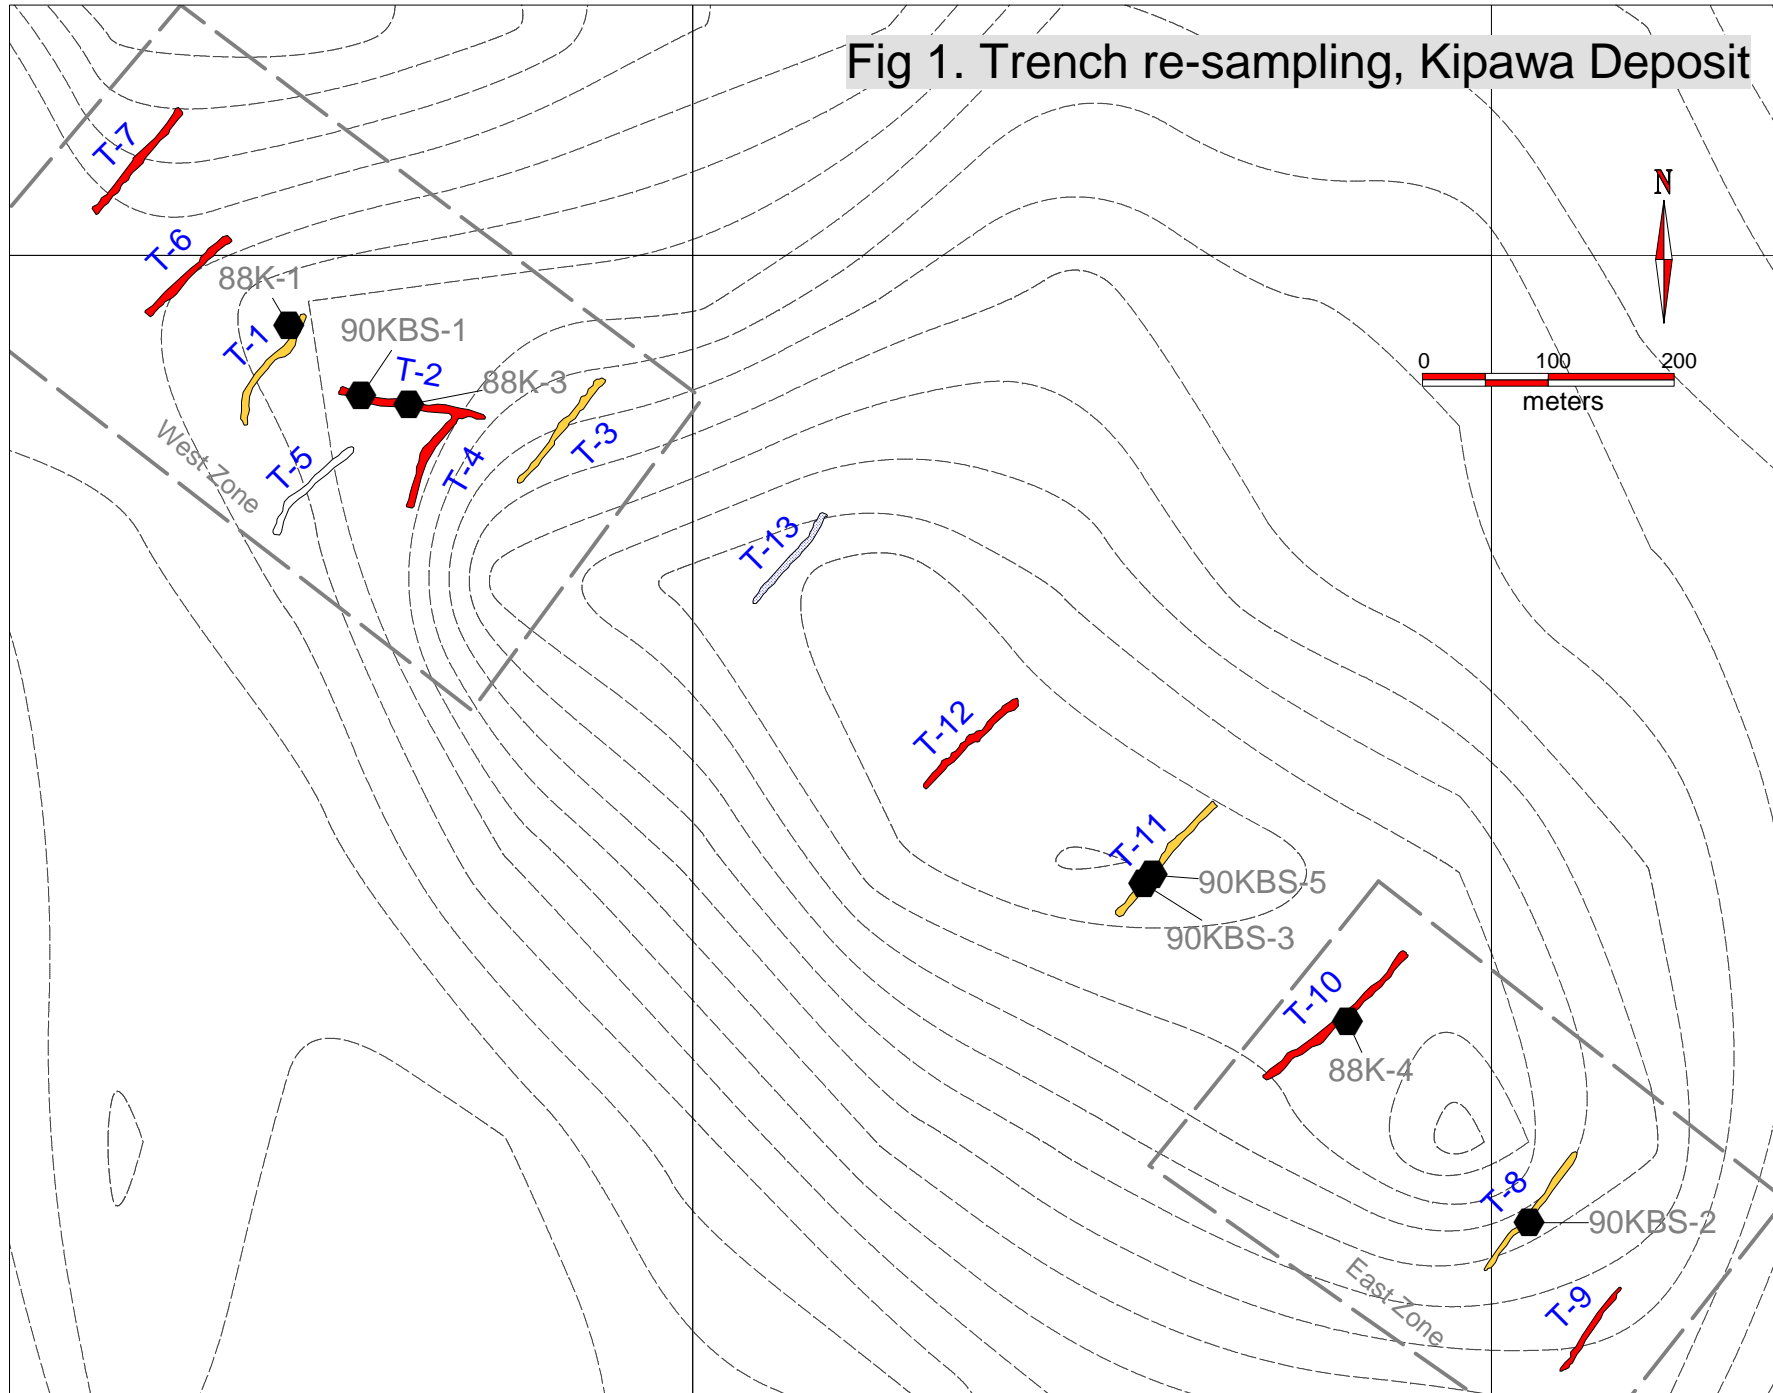 Fig 1. Trench re-sampling, Kipawa Deposit
T-7
N
T-6
88K-1
T-1
90KBS-1
T-2
88K-3
0 100 200
meters
T-3
West Zone
T-5
T-4
T-13
T-12
T-11
90KBS-5
90KBS-3
T-10
88K-4
T-8
90KBS-2
East Zone
T-9